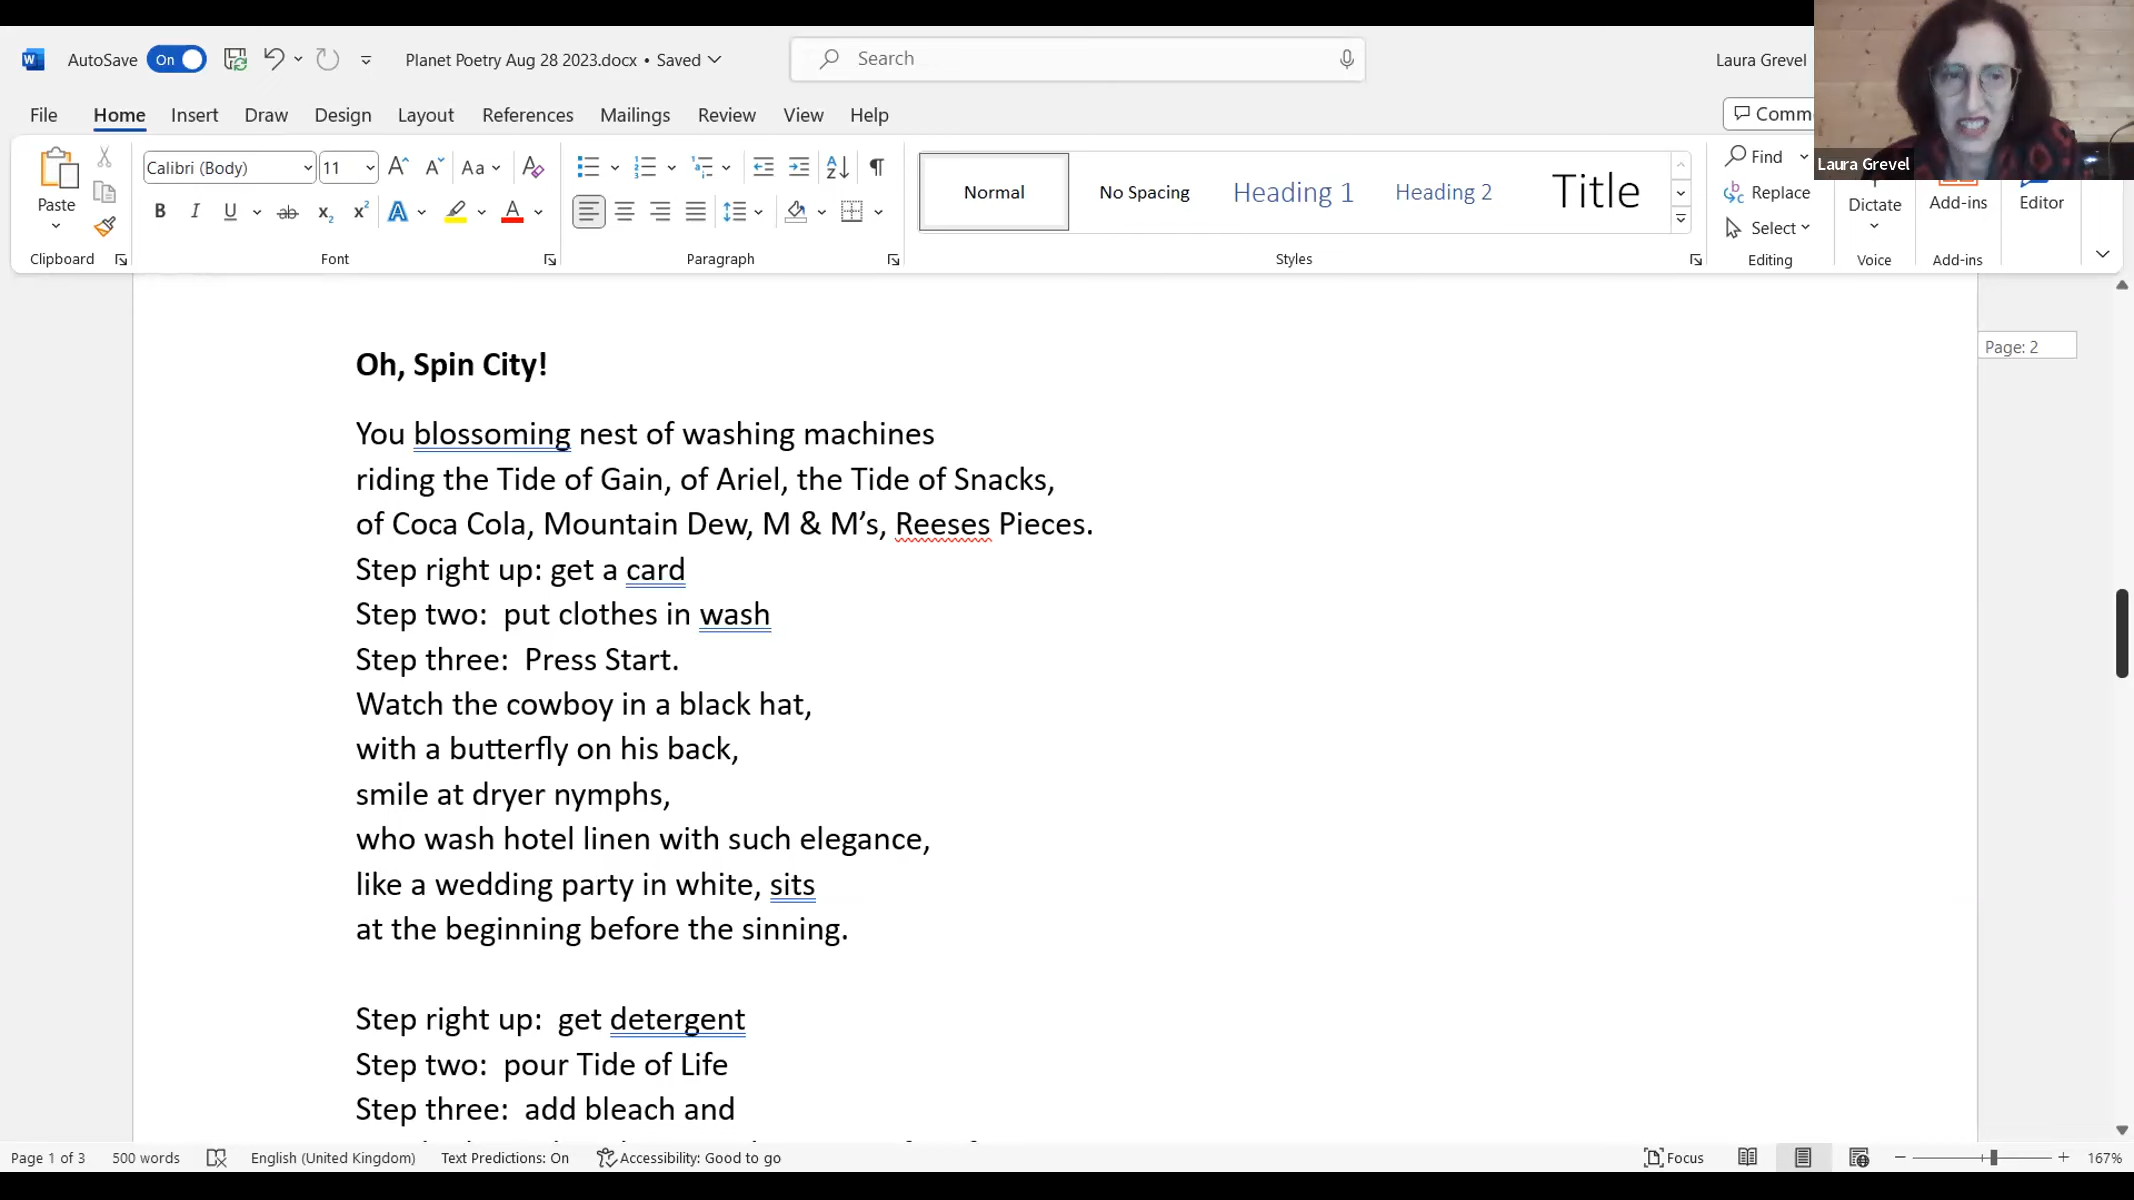 AutoSave On Planet Poetry Aug 28 2023.docx • Saved Search Laura Grevel
File Home Insert Draw Design Layout References Mailings Review View Help Comm
Laura Grevel
Paste Calibri (Body) 11 Aa Normal No Spacing Heading 1 Heading 2 Title Find Replace Select Dictate Add-ins Editor
Clipboard Font Paragraph Styles Editing Voice Add-ins
Page: 2
Oh, Spin City!
You blossoming nest of washing machines
riding the Tide of Gain, of Ariel, the Tide of Snacks,
of Coca Cola, Mountain Dew, M & M’s, Reeses Pieces.
Step right up: get a card
Step two:  put clothes in wash
Step three:  Press Start.
Watch the cowboy in a black hat,
with a butterfly on his back,
smile at dryer nymphs,
who wash hotel linen with such elegance,
like a wedding party in white, sits
at the beginning before the sinning.
Step right up:  get detergent
Step two:  pour Tide of Life
Step three:  add bleach and
Page 1 of 3 500 words English (United Kingdom) Text Predictions: On Accessibility: Good to go Focus 167%